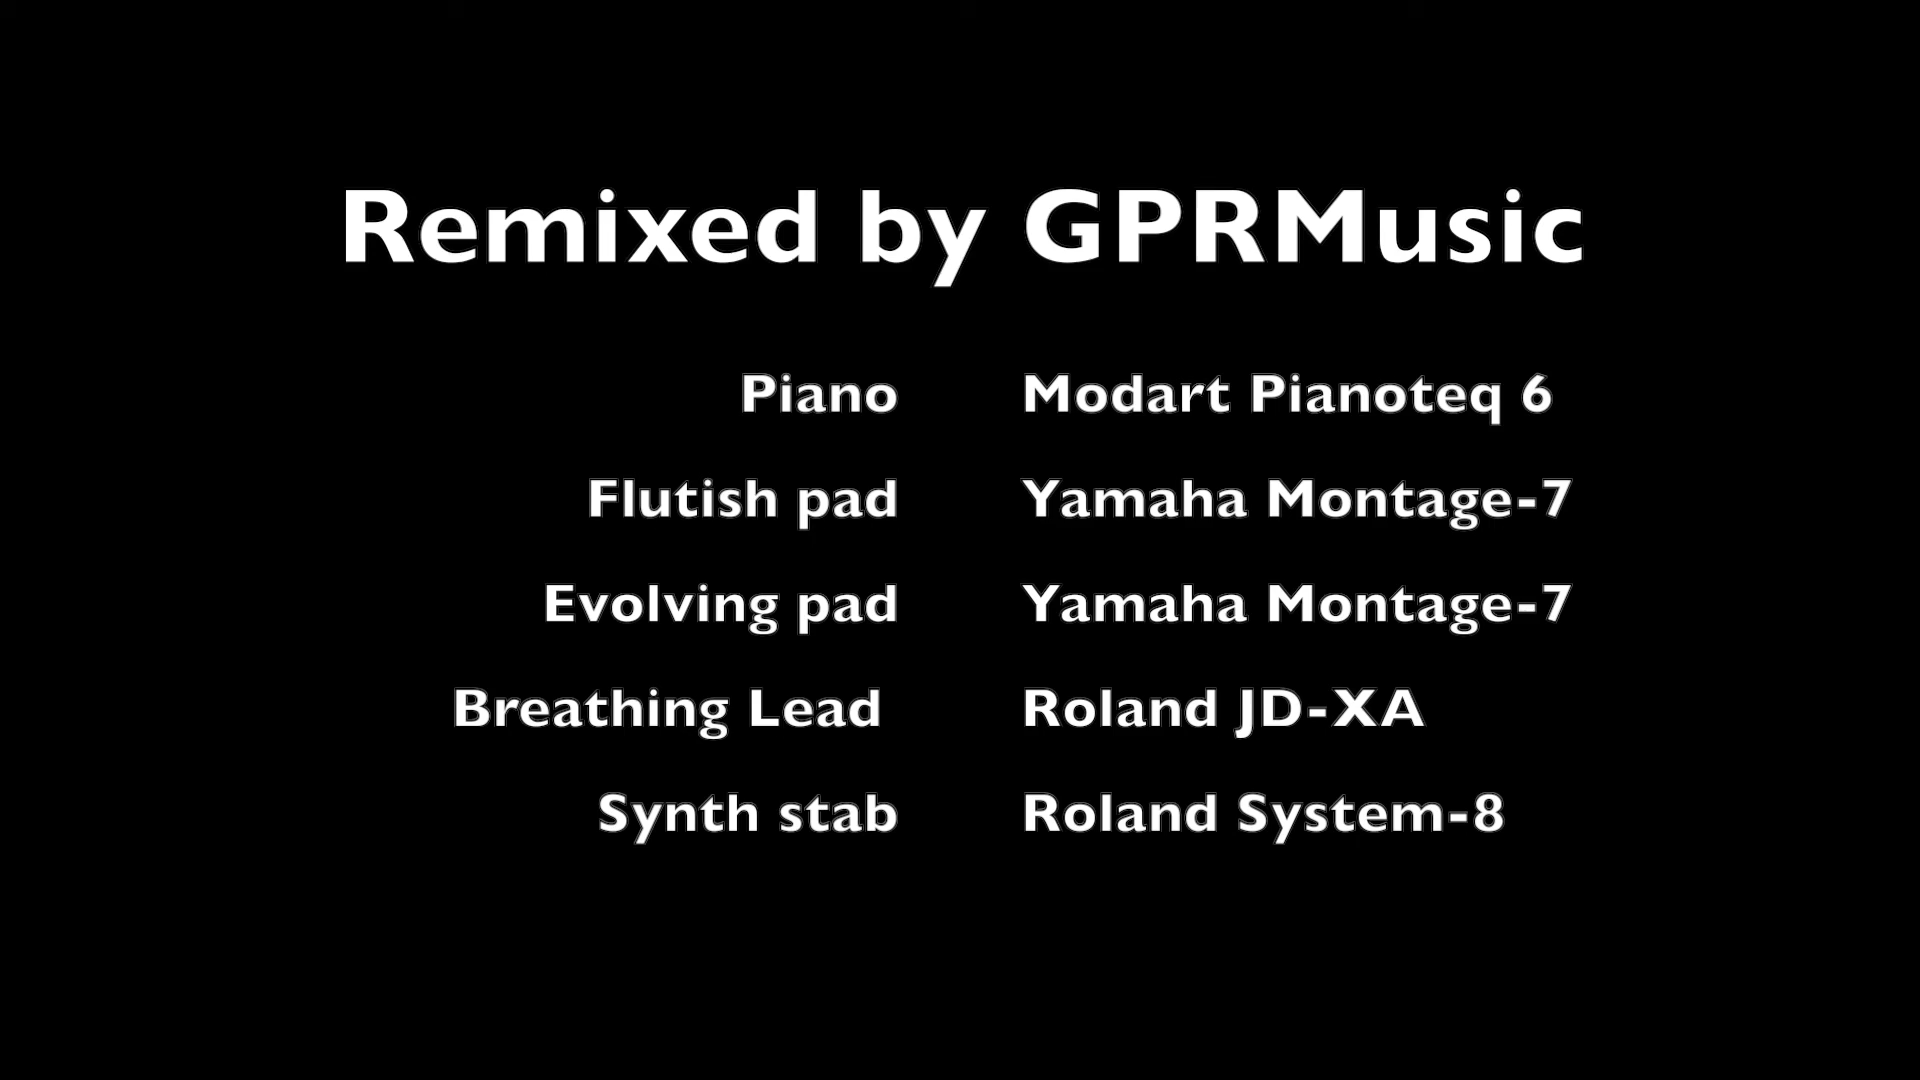 Remixed by GPRMusic
Piano Modart Pianoteq 6
Flutish pad Yamaha Montage-7
Evolving pad Yamaha Montage-7
Breathing Lead Roland JD-XA
Synth stab Roland System-8